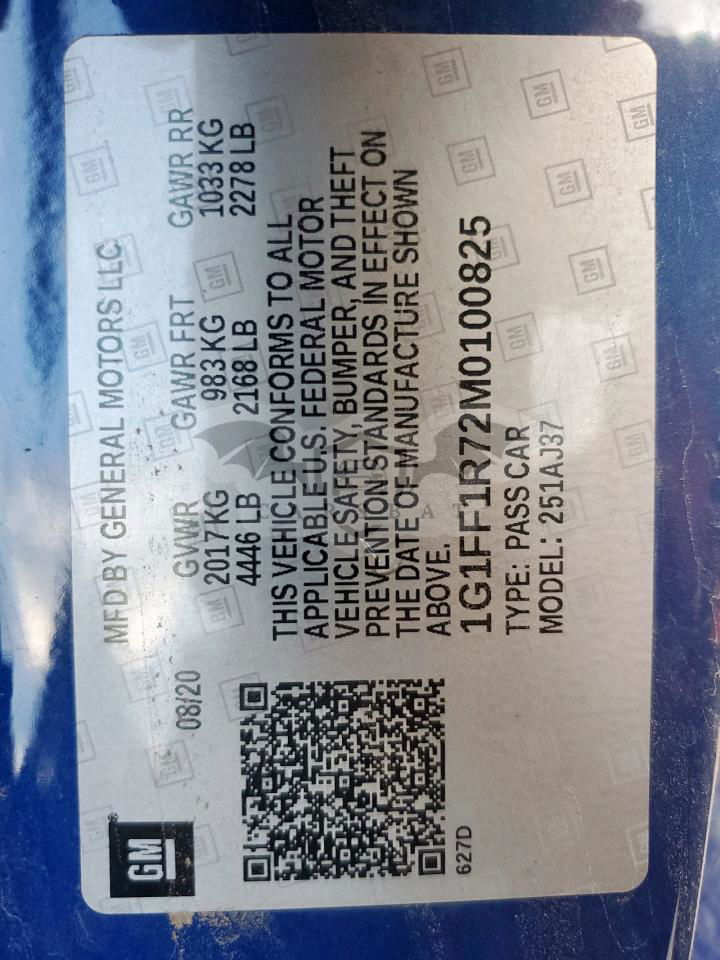 GM
MFD BY GENERAL MOTORS LLC
08/20
GVWR GAWR FRT GAWR RR
2017KG 983 KG 1033 KG
4446 LB 2168 LB 2278 LB
THIS VEHICLE CONFORMS TO ALL
APPLICABLE U.S. FEDERAL MOTOR
VEHICLE SAFETY, BUMPER, AND THEFT
PREVENTION STANDARDS IN EFFECT ON
THE DATE OF MANUFACTURE SHOWN
ABOVE.
1G1FF1R72M0100825
TYPE: PASS CAR
MODEL: 251AJ37
627D